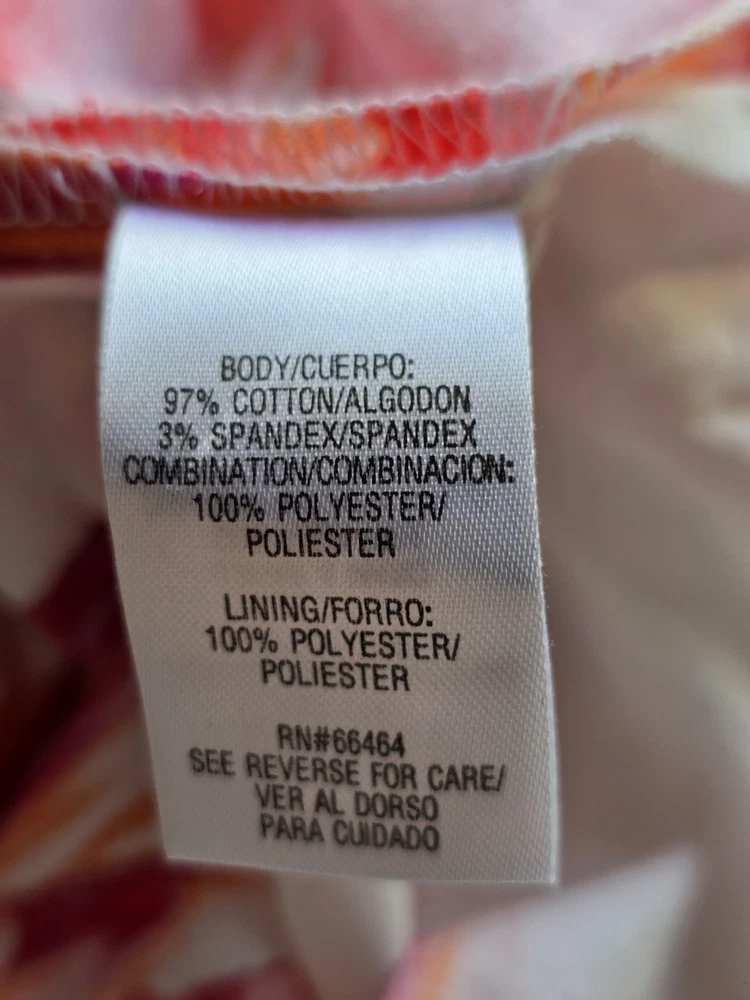 BODY/CUERPO:
97% COTTON/ALGODON
3% SPANDEX/SPANDEX
COMBINATION/COMBINACION:
100% POLYESTER/
POLIESTER
LINING/FORRO:
100% POLYESTER/
POLIESTER
RN#66464
SEE REVERSE FOR CARE/
VER AL DORSO
PARA CUIDADO